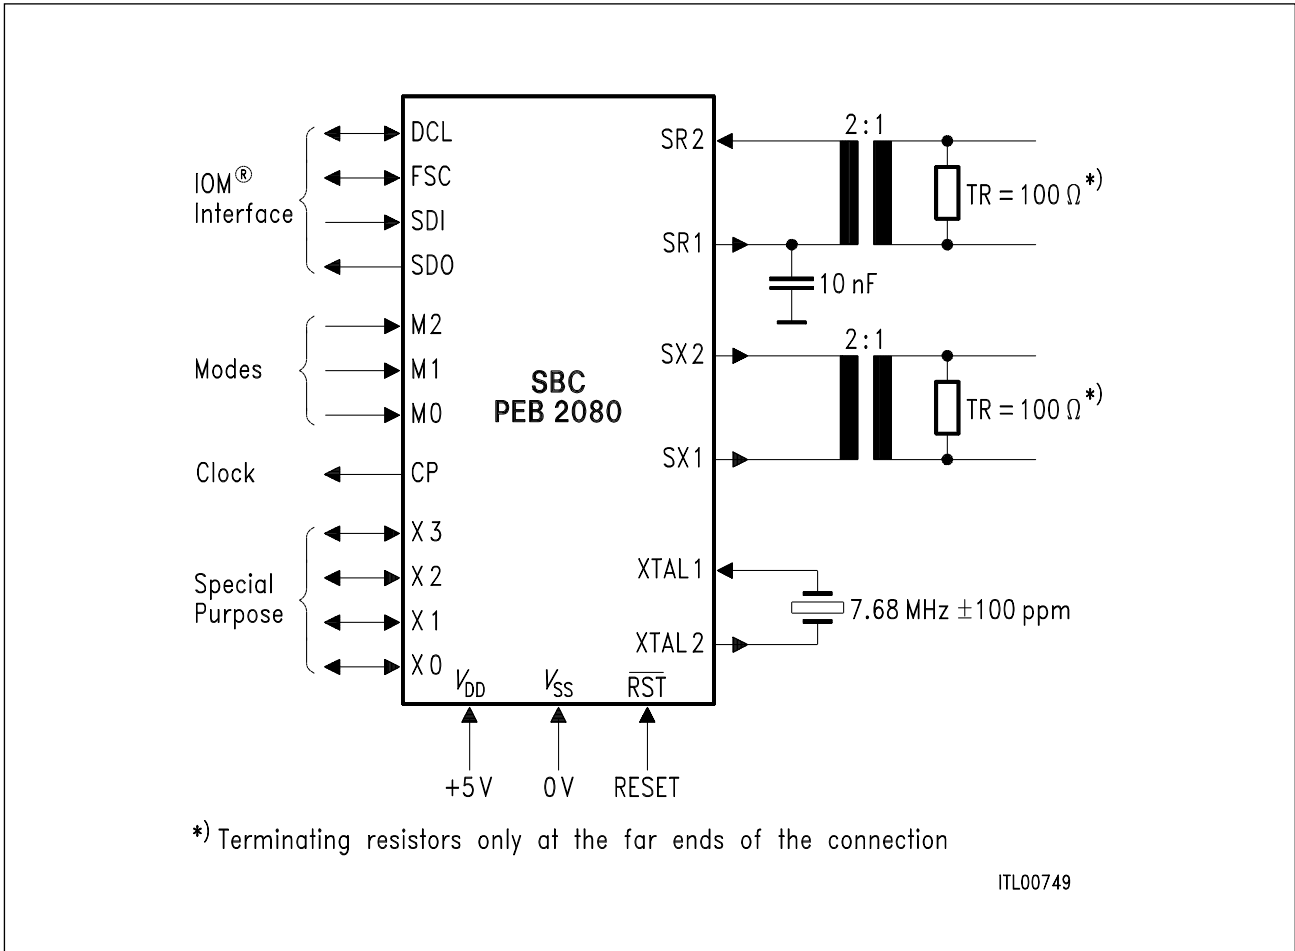 DCL
FSC
SDI
SDO
IOM®
Interface
M2
M1
M0
Modes
CP
Clock
X3
X2
X1
X0
Special
Purpose
SBC
PEB 2080
SR2
SR1
SX2
SX1
XTAL1
XTAL2
2:1
TR = 100 Ω *)
10 nF
2:1
TR = 100 Ω *)
7.68 MHz ±100 ppm
VDD
VSS
R̅S̅T̅
+5V
0V
RESET
*) Terminating resistors only at the far ends of the connection
ITL00749